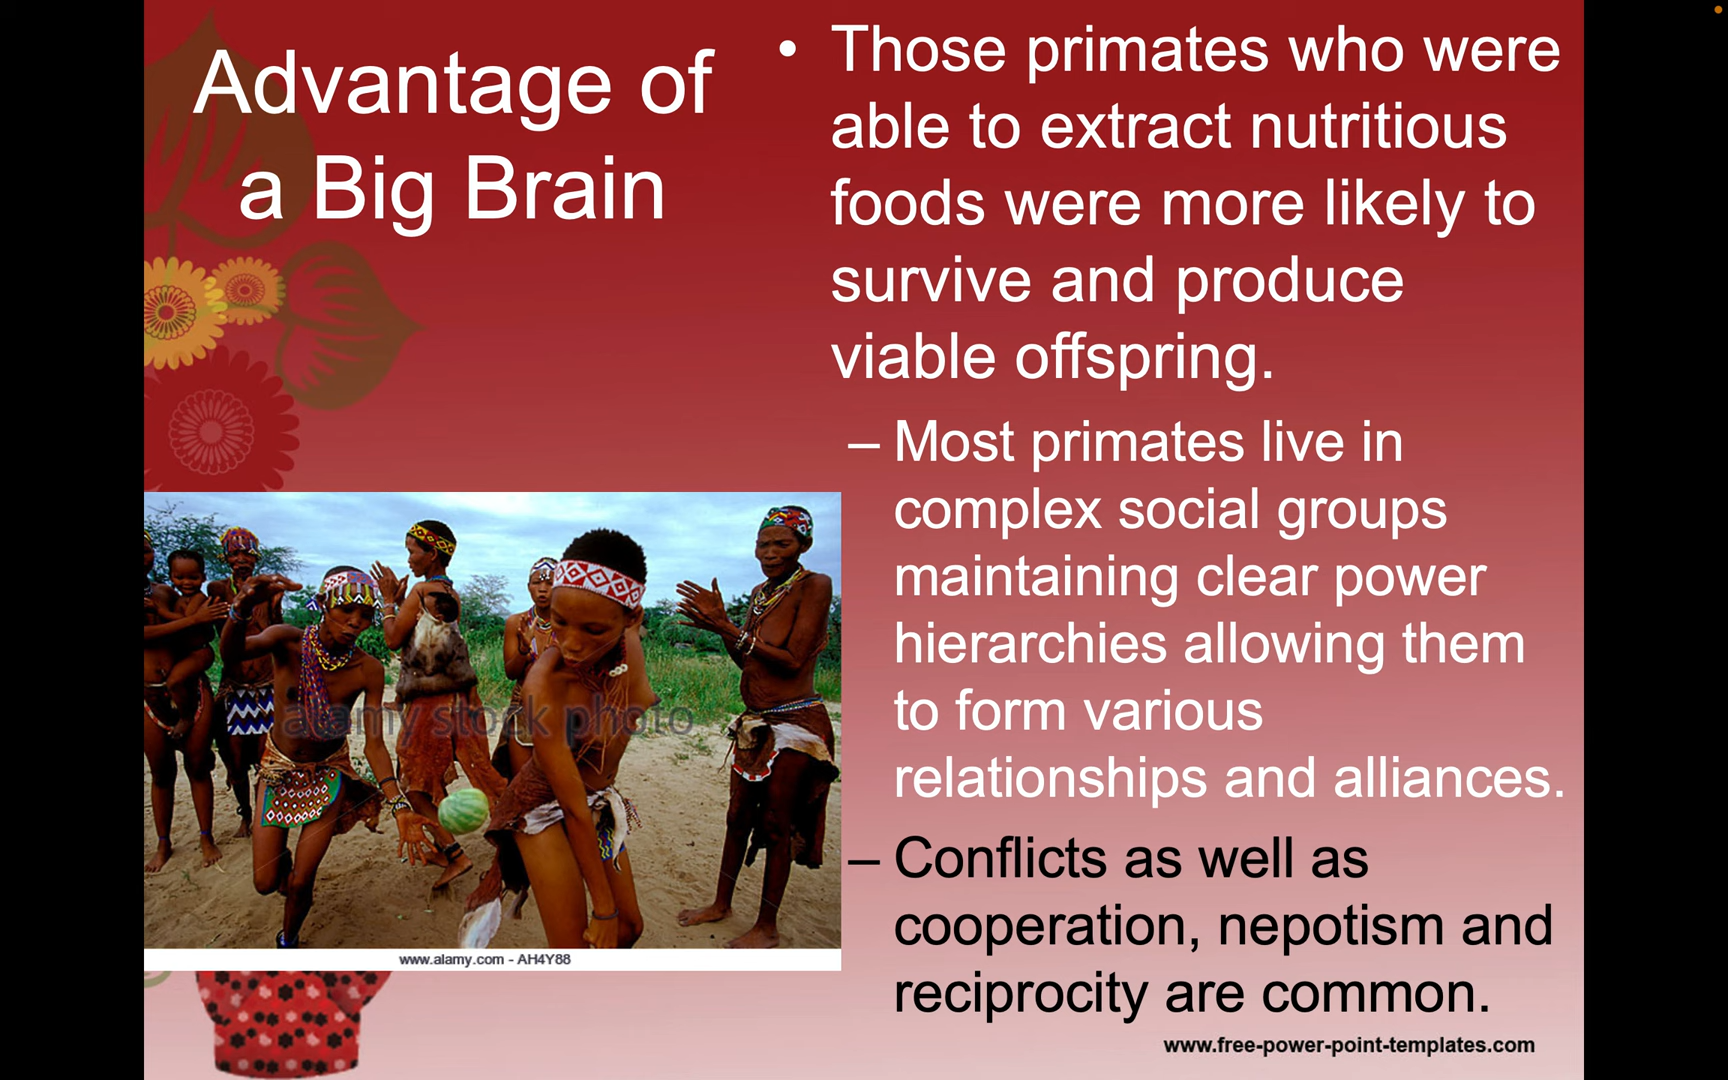 Advantage of
a Big Brain
• Those primates who were
able to extract nutritious
foods were more likely to
survive and produce
viable offspring.
– Most primates live in
complex social groups
maintaining clear power
hierarchies allowing them
to form various
relationships and alliances.
– Conflicts as well as
cooperation, nepotism and
reciprocity are common.
alamy stock photo
www.alamy.com - AH4Y88
www.free-power-point-templates.com